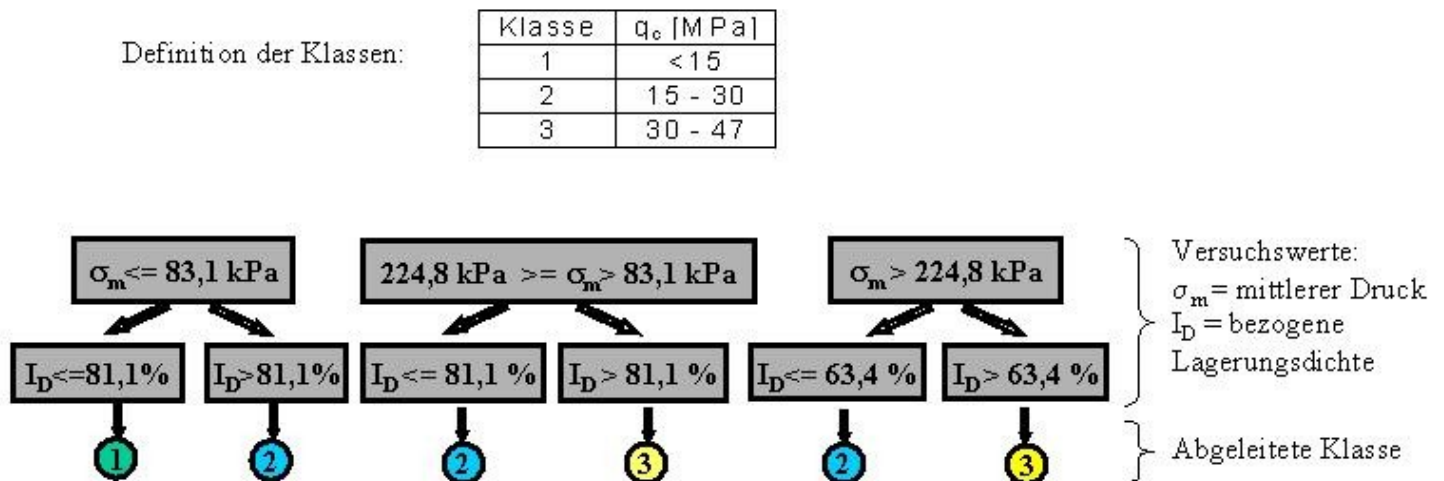 Definition der Klassen:
Klasse q_c [MPa]
1 <15
2 15 - 30
3 30 - 47
σ_m<= 83,1 kPa
224,8 kPa >= σ_m> 83,1 kPa
σ_m> 224,8 kPa
Versuchswerte:
σ_m= mittlerer Druck
I_D = bezogene
Lagerungsdichte
I_D<=81,1%
I_D>81,1%
I_D<= 81,1 %
I_D> 81,1 %
I_D<= 63,4 %
I_D> 63,4 %
1 2 2 3 2 3
Abgeleitete Klasse